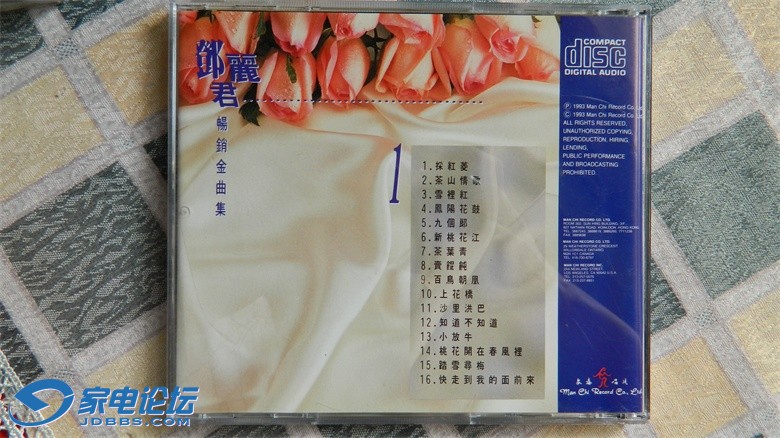 鄧麗君
暢銷金曲集
1
1.採紅菱
2.茶山情歌
3.雪裡紅
4.鳳陽花鼓
5.九個郎
6.新桃花江
7.茶葉青
8.賣餛飩
9.百鳥朝凰
10.上花橋
11.沙里洪巴
12.知道不知道
13.小放牛
14.桃花鬧在春風裡
15.踏雪尋梅
16.快走到我的面前來
COMPACT
disc
DIGITAL AUDIO
Ⓟ 1993 Man Chi Record Co.
© 1993 Man Chi Record Co.
ALL RIGHTS RESERVED.
UNAUTHORIZED COPYING,
REPRODUCTION, HIRING,
LENDING,
PUBLIC PERFORMANCE
AND BROADCASTING
PROHIBITED.
MAN CHI RECORD CO. LTD.
MAN CHI RECORD CO. LTD.
MAN CHI RECORD INC.
Man Chi Record Co., Ltd
家电论坛
JDBBS.COM